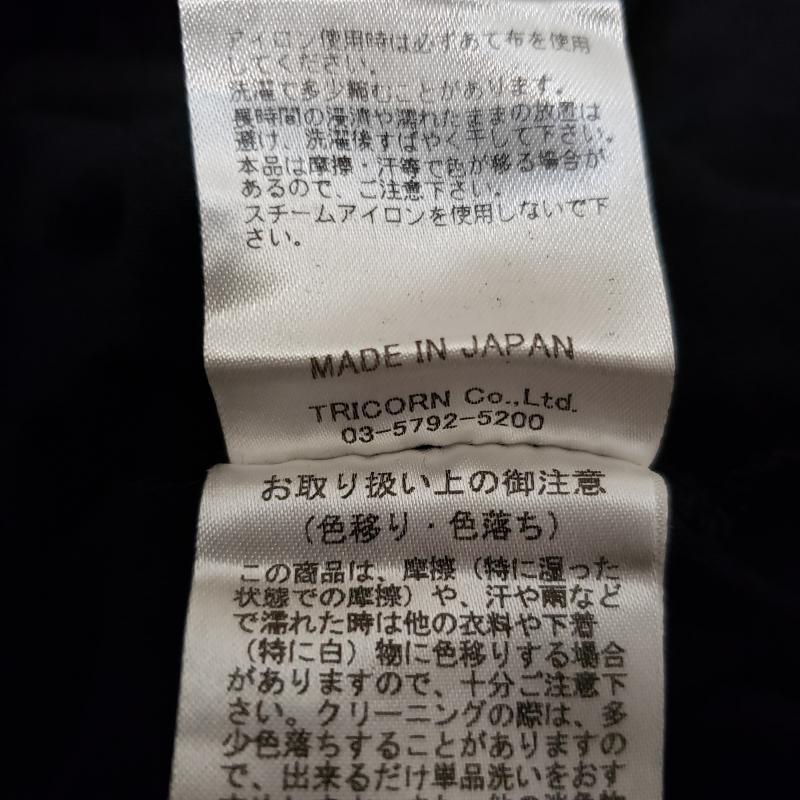 アイロン使用時は必ずあて布を使用
してください。
洗濯で多少縮むことがあります。
長時間の浸漬や濡れたままの放置は
避け、洗濯後すばやく干して下さい。
本品は摩擦・汗等で色が移る場合が
あるので、ご注意下さい。
スチームアイロンを使用しないで下
さい。
MADE IN JAPAN
TRICORN Co.,Ltd.
03-5792-5200
お取り扱い上の御注意
（色移り・色落ち）
この商品は、摩擦（特に湿った
状態での摩擦）や、汗や雨など
で濡れた時は他の衣料や下着
（特に白）物に色移りする場合
がありますので、十分ご注意下
さい。クリーニングの際は、多
少色落ちすることがありますの
で、出来るだけ単品洗いをおす